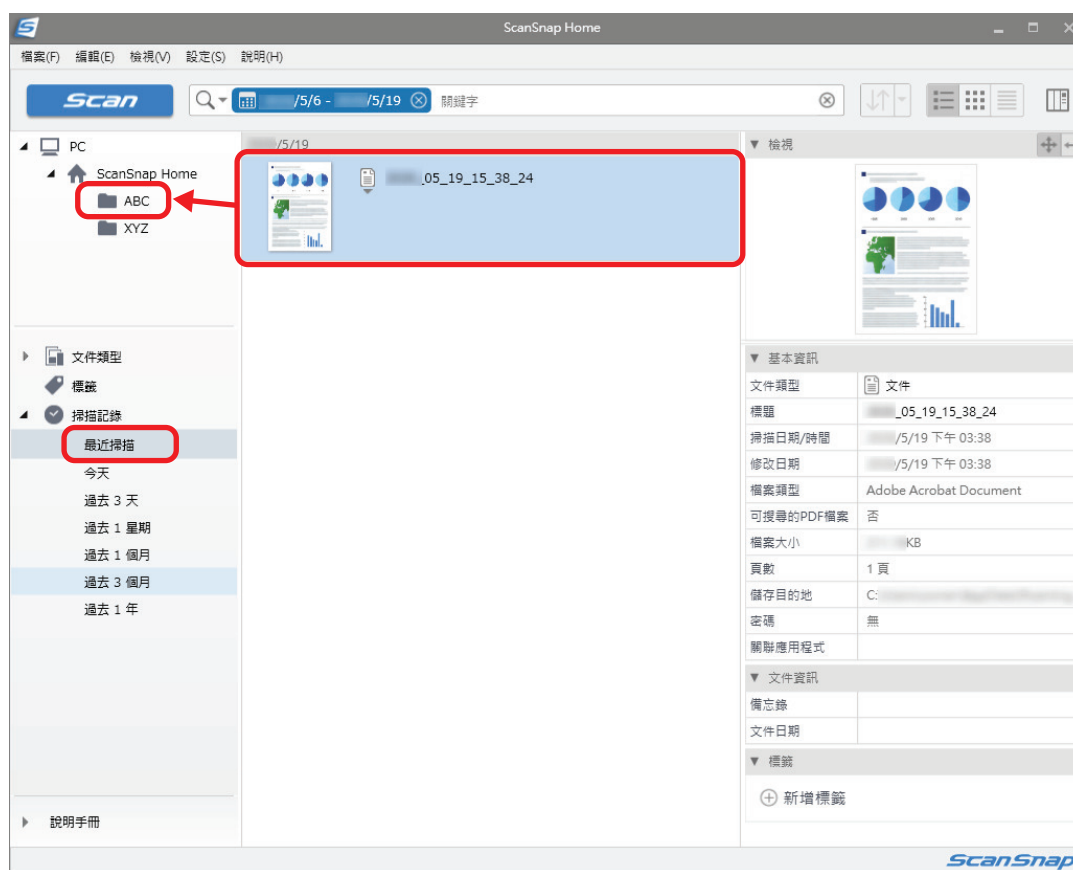 ScanSnap Home
檔案(F) 編輯(E) 檢視(V) 設定(S) 說明(H)
Scan
/5/6 - /5/19 關鍵字
PC
ScanSnap Home
ABC
XYZ
文件類型
標籤
掃描記錄
最近掃描
今天
過去 3 天
過去 1 星期
過去 1 個月
過去 3 個月
過去 1 年
說明手冊
/5/19
_05_19_15_38_24
檢視
基本資訊
文件類型 文件
標題 _05_19_15_38_24
掃描日期/時間 /5/19 下午 03:38
修改日期 /5/19 下午 03:38
檔案類型 Adobe Acrobat Document
可搜尋的PDF檔案 否
檔案大小 KB
頁數 1 頁
儲存目的地 C:
密碼 無
關聯應用程式
文件資訊
備忘錄
文件日期
標籤
新增標籤
ScanSnap